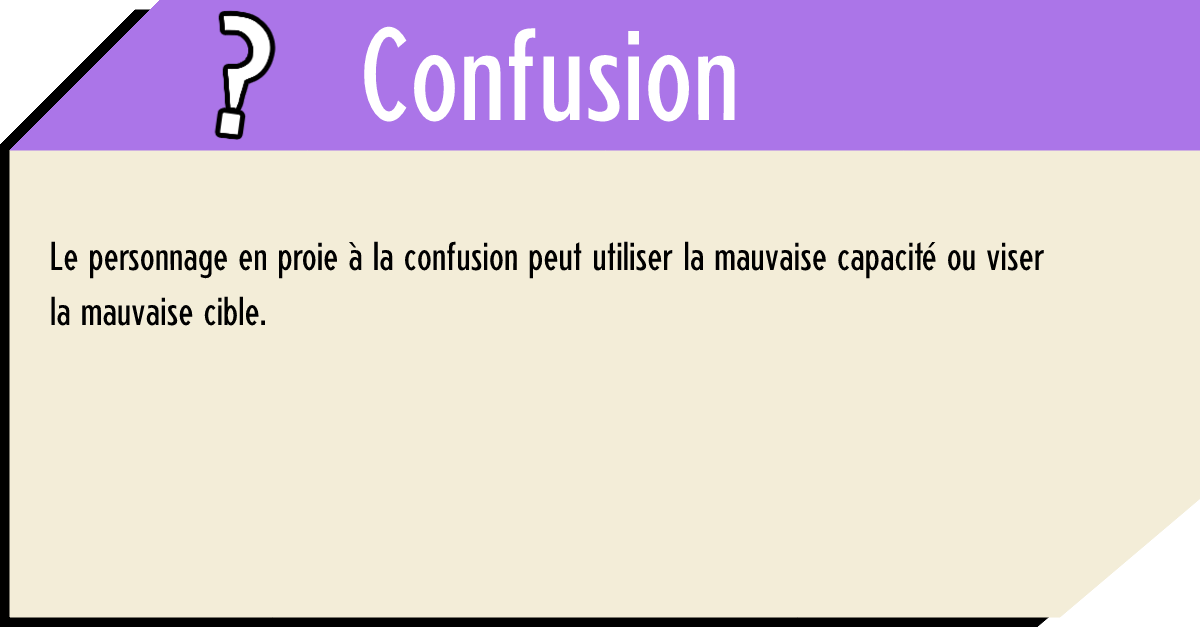 ? Confusion
Le personnage en proie à la confusion peut utiliser la mauvaise capacité ou viser
la mauvaise cible.